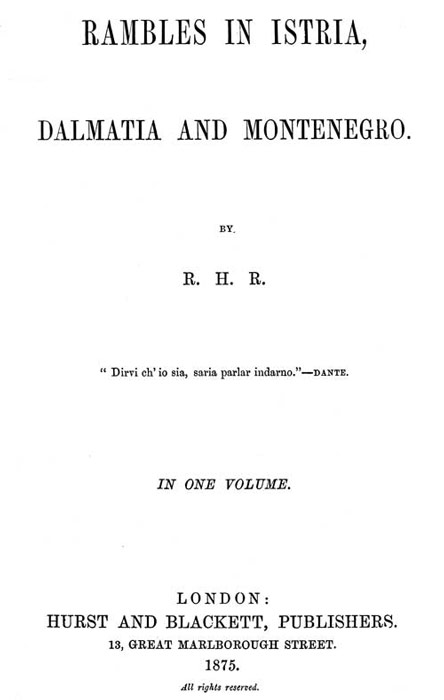 RAMBLES IN ISTRIA,
DALMATIA AND MONTENEGRO.
BY
R. H. R.
“ Dirvi ch' io sia, saria parlar indarno.”—DANTE.
IN ONE VOLUME.
LONDON:
HURST AND BLACKETT, PUBLISHERS.
13, GREAT MARLBOROUGH STREET.
1875.
All rights reserved.